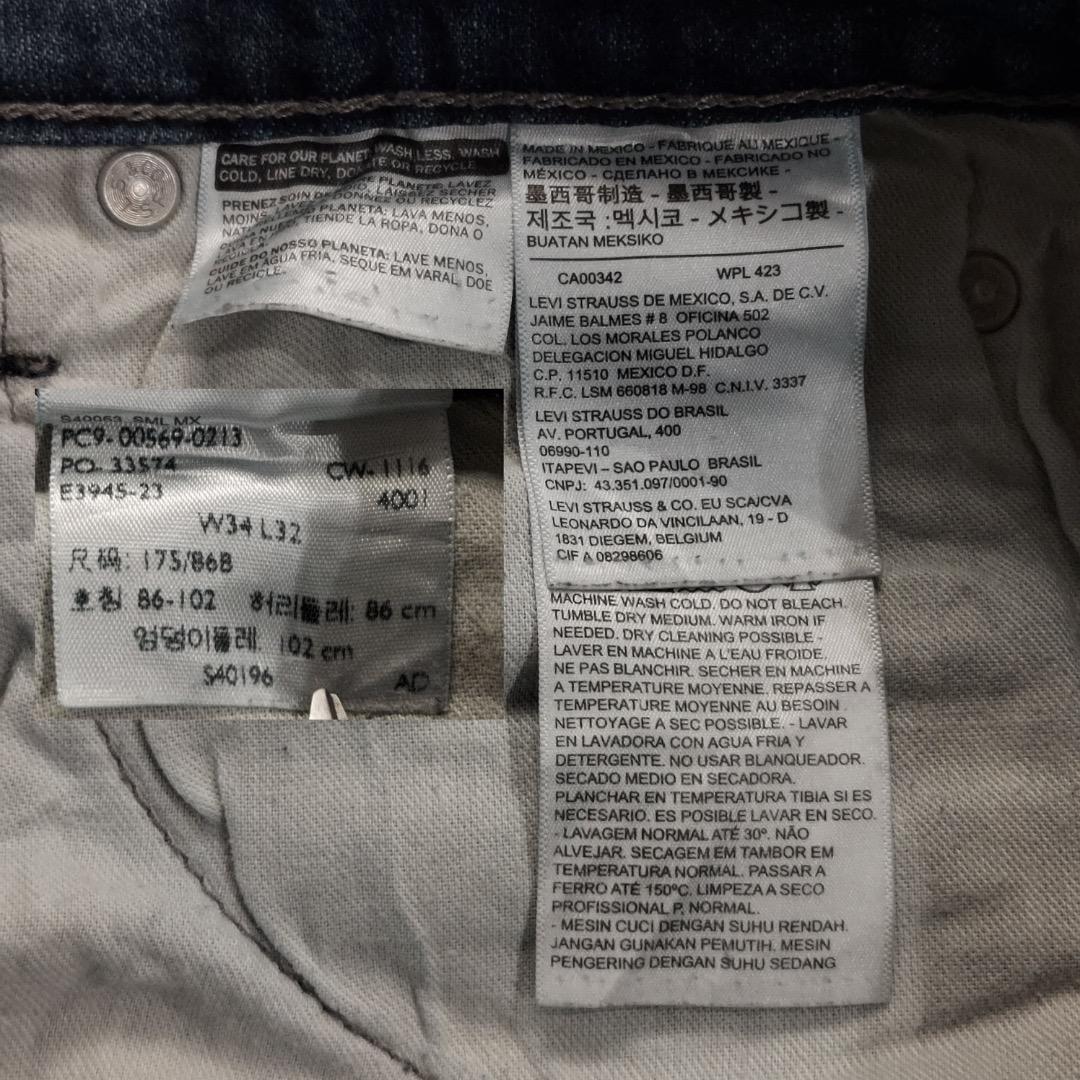 CARE FOR OUR PLANET: WASH LESS, WASH
COLD, LINE DRY, DONATE OR RECYCLE.
PRENEZ SOIN DE PLANETE: LAVEZ
MOINS, LAISSEZ SECHER
DONNEZ OU RECYCLEZ
PLANETA: LAVA MENOS,
TIENDE LA ROPA, DONA O
CUIDE DO NOSSO PLANETA: LAVE MENOS,
LAVE EM AGUA FRIA, SEQUE EM VARAL, DOE
OU RECICLE.
S40063 SML MX
PC9-00569-0213
PO- 33574 CW-1116
E3945-23 4001
W34 L32
尺码: 175/86B
호칭 86-102 허리둘레: 86 cm
엉덩이둘레 102 cm
S40196 AD
MADE IN MEXICO - FABRIQUE AU MEXIQUE -
FABRICADO EN MEXICO - FABRICADO NO
MÉXICO - СДЕЛАНО В МЕКСИКЕ -
墨西哥制造 - 墨西哥製 -
제조국 :멕시코 - メキシコ製 -
BUATAN MEKSIKO
CA00342 WPL 423
LEVI STRAUSS DE MEXICO, S.A. DE C.V.
JAIME BALMES # 8 OFICINA 502
COL. LOS MORALES POLANCO
DELEGACION MIGUEL HIDALGO
C.P. 11510 MEXICO D.F.
R.F.C. LSM 660818 M-98 C.N.I.V. 3337
LEVI STRAUSS DO BRASIL
AV. PORTUGAL, 400
06990-110
ITAPEVI – SAO PAULO BRASIL
CNPJ: 43.351.097/0001-90
LEVI STRAUSS & CO. EU SCA/CVA
LEONARDO DA VINCILAAN, 19 - D
1831 DIEGEM, BELGIUM
CIF A 08298606
MACHINE WASH COLD. DO NOT BLEACH.
TUMBLE DRY MEDIUM. WARM IRON IF
NEEDED. DRY CLEANING POSSIBLE -
LAVER EN MACHINE A L'EAU FROIDE.
NE PAS BLANCHIR. SECHER EN MACHINE
A TEMPERATURE MOYENNE. REPASSER A
TEMPERATURE MOYENNE AU BESOIN.
NETTOYAGE A SEC POSSIBLE. - LAVAR
EN LAVADORA CON AGUA FRIA Y
DETERGENTE. NO USAR BLANQUEADOR.
SECADO MEDIO EN SECADORA.
PLANCHAR EN TEMPERATURA TIBIA SI ES
NECESARIO. ES POSIBLE LAVAR EN SECO.
- LAVAGEM NORMAL ATÉ 30º. NÃO
ALVEJAR. SECAGEM EM TAMBOR EM
TEMPERATURA NORMAL. PASSAR A
FERRO ATÉ 150ºC. LIMPEZA A SECO
PROFISSIONAL P, NORMAL.
- MESIN CUCI DENGAN SUHU RENDAH.
JANGAN GUNAKAN PEMUTIH. MESIN
PENGERING DENGAN SUHU SEDANG